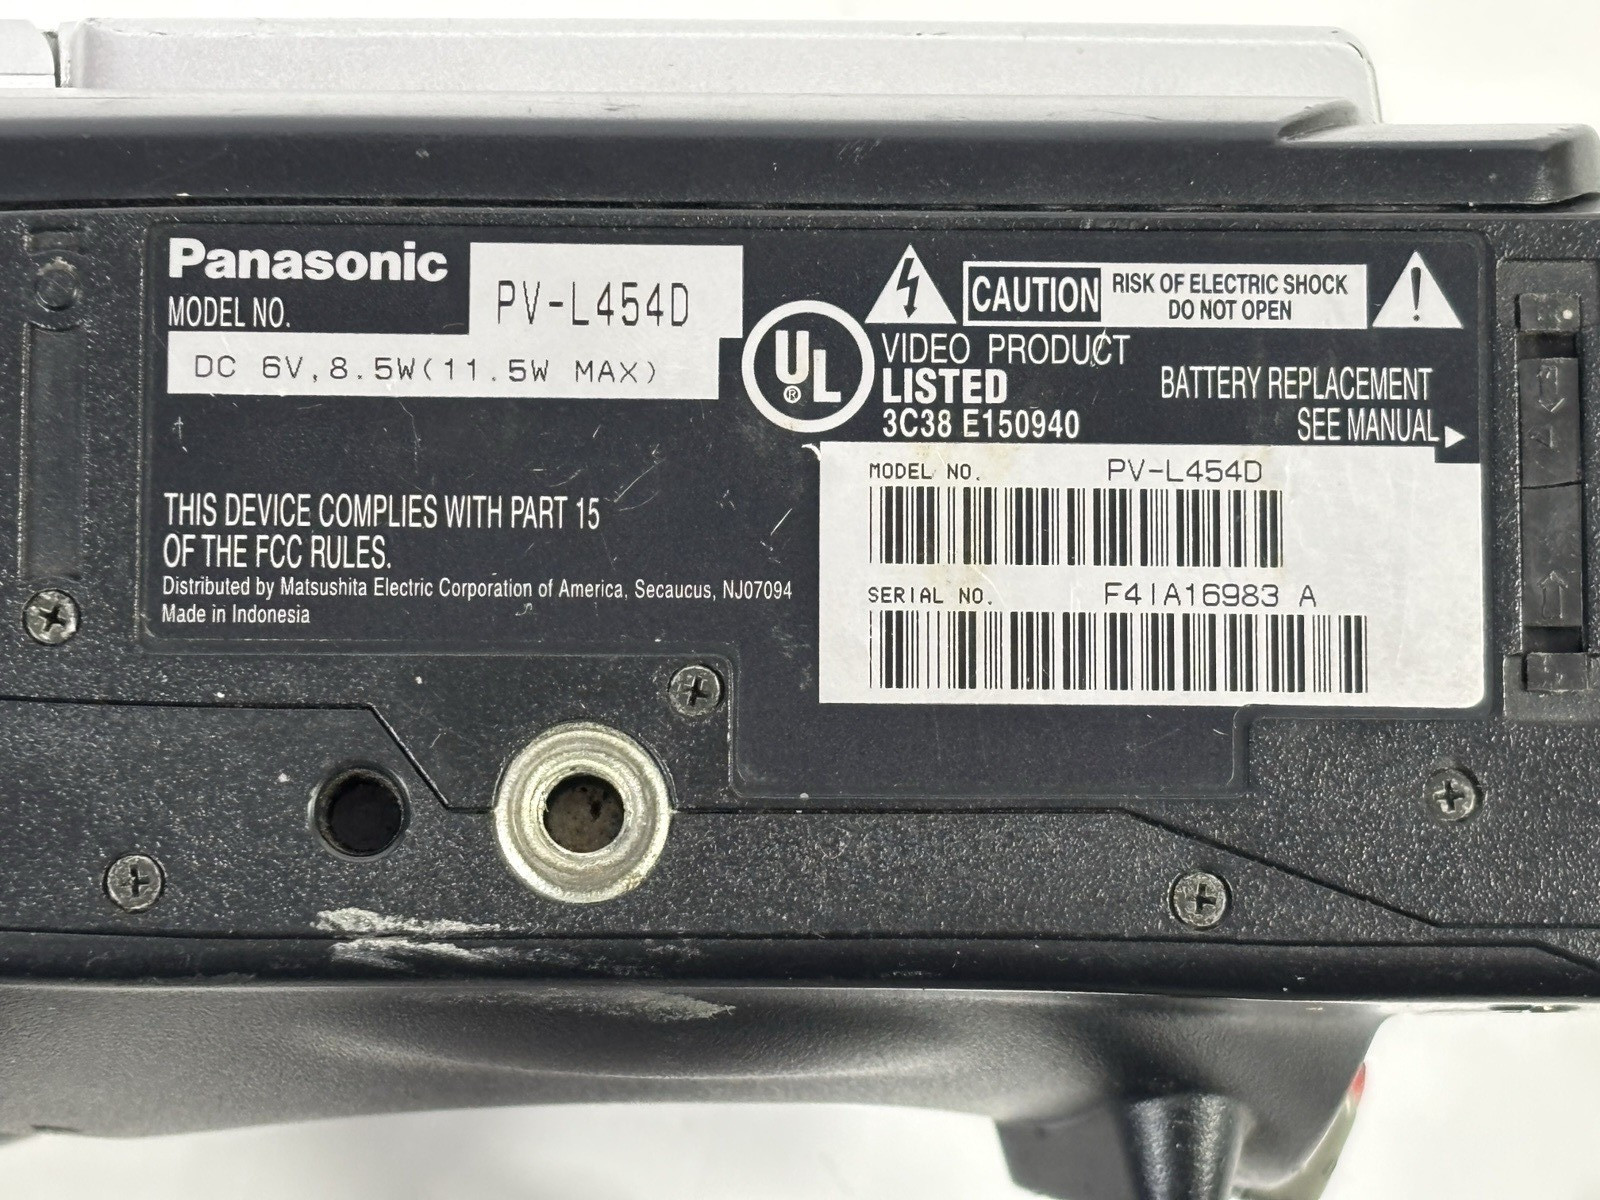 Panasonic
MODEL NO. PV-L454D
DC 6V, 8.5W(11.5W MAX)
THIS DEVICE COMPLIES WITH PART 15
OF THE FCC RULES.
Distributed by Matsushita Electric Corporation of America, Secaucus, NJ07094
Made in Indonesia
UL
®
CAUTION
RISK OF ELECTRIC SHOCK
DO NOT OPEN
VIDEO PRODUCT
LISTED
3C38 E150940
BATTERY REPLACEMENT
SEE MANUAL
MODEL NO. PV-L454D
SERIAL NO. F4IA16983 A